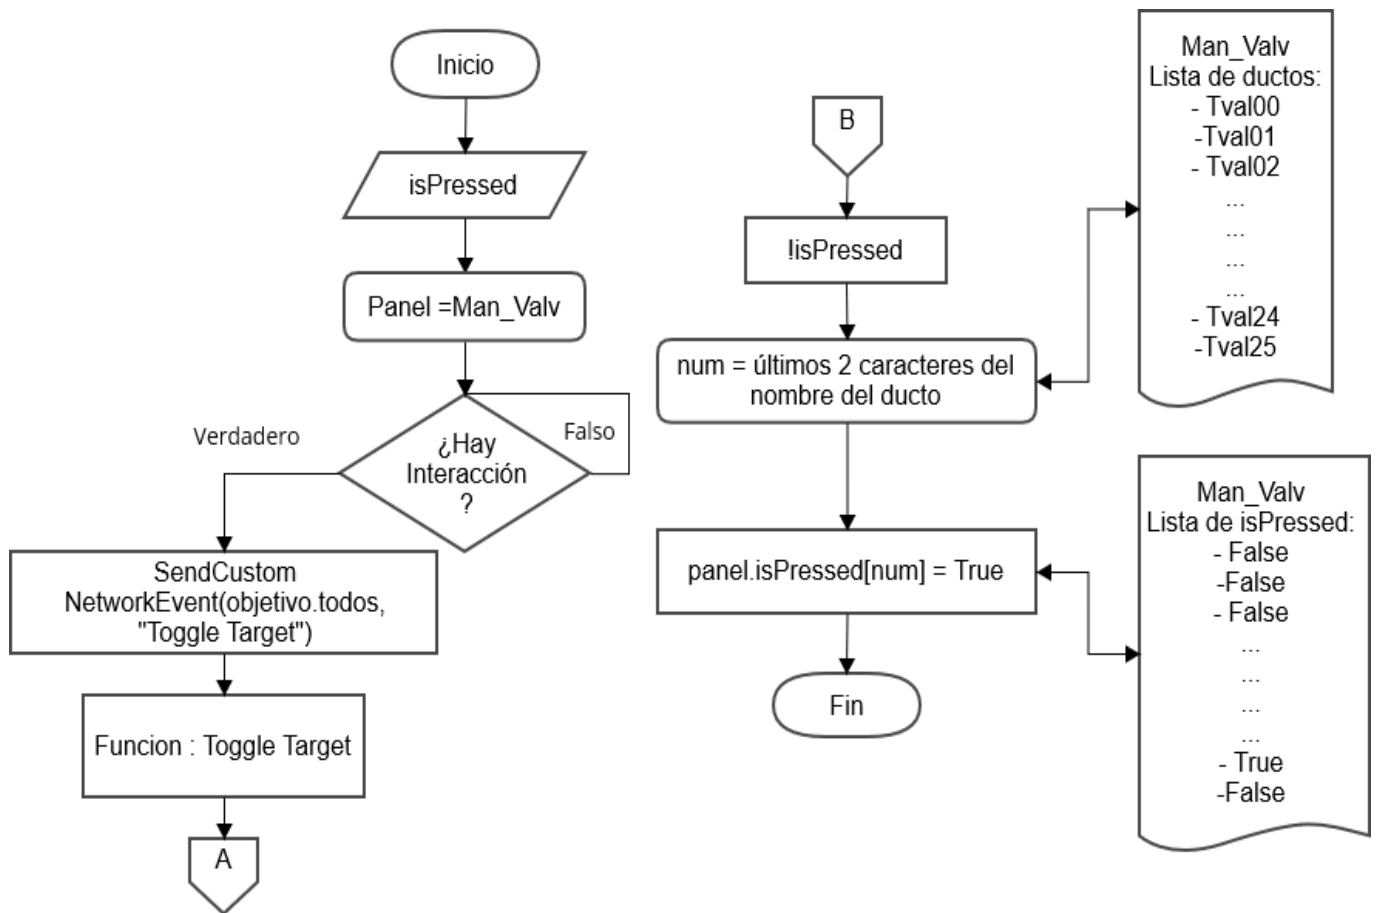 Inicio
isPressed
Panel =Man_Valv
¿Hay
Interacción
?
Verdadero
Falso
SendCustom
NetworkEvent(objetivo.todos,
"Toggle Target")
Funcion : Toggle Target
A
B
!isPressed
num = últimos 2 caracteres del
nombre del ducto
panel.isPressed[num] = True
Fin
Man_Valv
Lista de ductos:
- Tval00
-Tval01
- Tval02
...
...
...
...
- Tval24
-Tval25
Man_Valv
Lista de isPressed:
- False
-False
- False
...
...
...
...
- True
-False